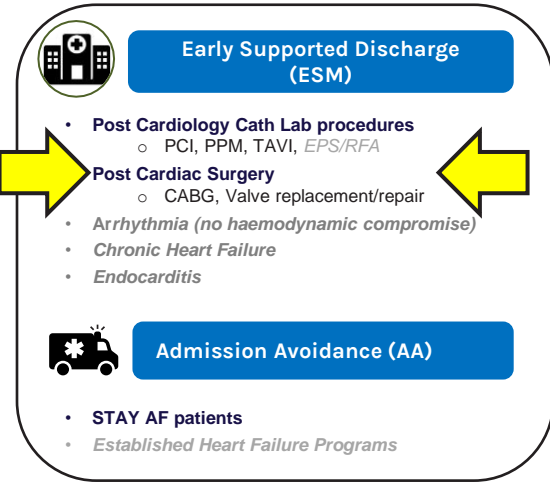 Early Supported Discharge
(ESM)
• Post Cardiology Cath Lab procedures
o PCI, PPM, TAVI, EPS/RFA
Post Cardiac Surgery
o CABG, Valve replacement/repair
• Arrhythmia (no haemodynamic compromise)
• Chronic Heart Failure
• Endocarditis
Admission Avoidance (AA)
• STAY AF patients
• Established Heart Failure Programs